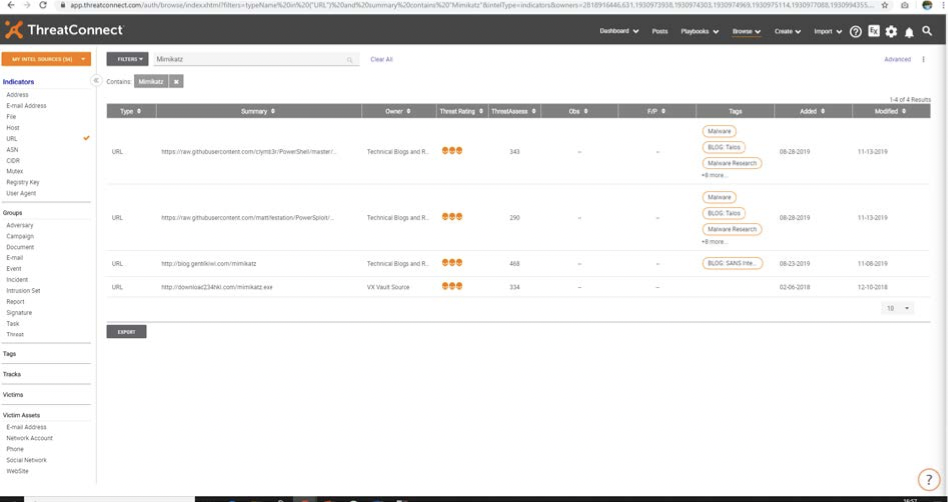 app.threatconnect.com/auth/browse/index.xhtml?filters=typeName%20in%20("URL")%20and%20summary%20contains%20"Mimikatz"&intelType=indicators&owners=2818916446,631,1930973938,1930974303,1930974969,1930975114,1930977088,1930994355,...
ThreatConnect
Dashboard Posts Playbooks Browse Create Import
MY INTEL SOURCES (36) FILTERS Mimikatz Clear All Advanced
Indicators
Contains: Mimikatz
Address
E-mail Address
File
Host
URL
ASN
CIDR
Mutex
Registry Key
User Agent
Groups
Adversary
Campaign
Document
E-mail
Event
Incident
Intrusion Set
Report
Signature
Task
Threat
Tags
Tracks
Victims
Victim Assets
E-mail Address
Network Account
Phone
Social Network
WebSite
1-4 of 4 Results
Type Summary Owner Threat Rating ThreatAssess Obs F/P Tags Added Modified
Malware
URL https://raw.githubusercontent.com/clymb3r/PowerShell/master/... Technical Blogs and R... 343 -- -- BLOG: Talos 08-28-2019 11-13-2019
Malware Research
+8 more...
Malware
URL https://raw.githubusercontent.com/mattifestation/PowerSploit/... Technical Blogs and R... 290 -- -- BLOG: Talos 08-28-2019 11-13-2019
Malware Research
+8 more...
URL http://blog.gentilkiwi.com/mimikatz Technical Blogs and R... 468 -- -- BLOG: SANS Inte... 08-23-2019 11-08-2019
URL http://download234hkl.com/mimikatz.exe VX Vault Source 334 -- -- 02-06-2018 12-10-2018
10
EXPORT
?
16:57